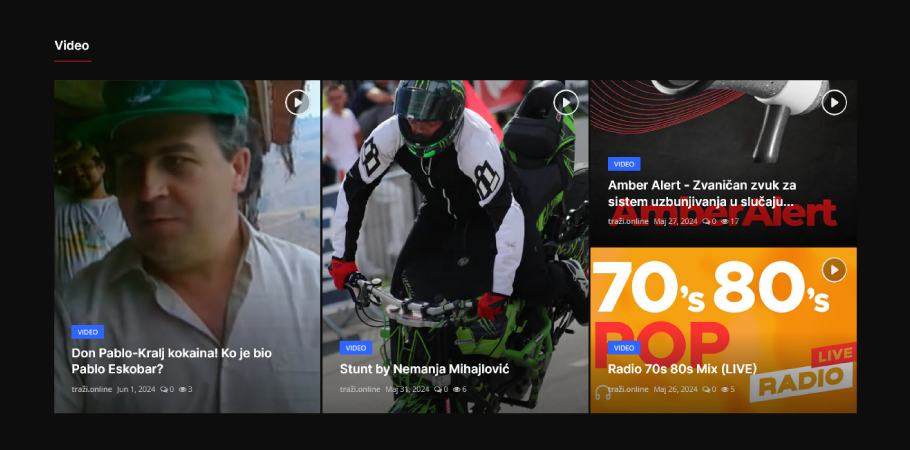 Video
VIDEO
Don Pablo-Kralj kokaina! Ko je bio
Pablo Eskobar?
traži.online Jun 1, 2024 0 3
VIDEO
Stunt by Nemanja Mihajlović
traži.online Maj 31, 2024 0 6
VIDEO
Amber Alert - Zvaničan zvuk za
sistem uzbunjivanja u slučaju...
AmberAlert
traži.online Maj 27, 2024 0 17
70's 80's
POP
VIDEO
Radio 70s 80s Mix (LIVE)
LIVE
RADIO
traži.online Maj 26, 2024 0 5